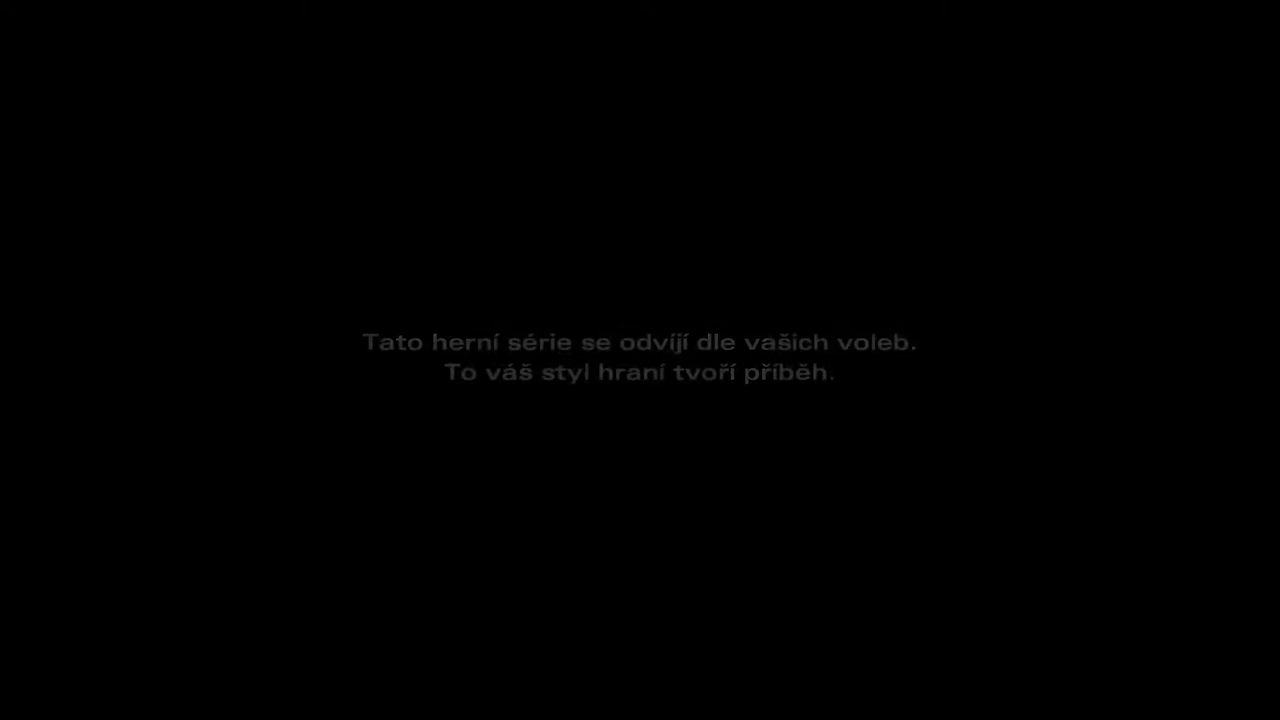 Tato herní série se odvíjí dle vašich voleb.
To váš styl hraní tvoří příběh.